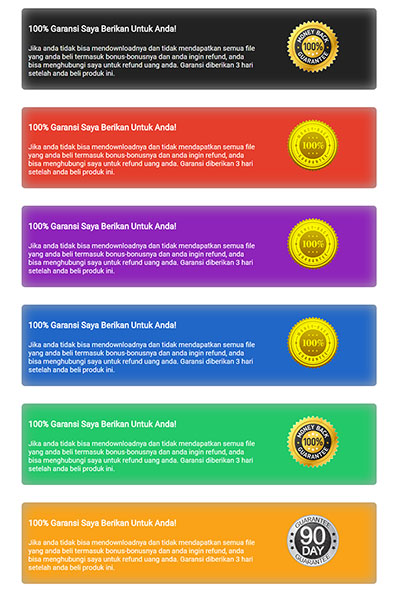 100% Garansi Saya Berikan Untuk Anda!
Jika anda tidak bisa mendownloadnya dan tidak mendapatkan semua file
yang anda beli termasuk bonus-bonusnya dan anda ingin refund, anda
bisa menghubungi saya untuk refund uang anda. Garansi diberikan 3 hari
setelah anda beli produk ini.
MONEY BACK
100%
GUARANTEE
100% Garansi Saya Berikan Untuk Anda!
Jika anda tidak bisa mendownloadnya dan tidak mendapatkan semua file
yang anda beli termasuk bonus-bonusnya dan anda ingin refund, anda
bisa menghubungi saya untuk refund uang anda. Garansi diberikan 3 hari
setelah anda beli produk ini.
100%
GUARANTEE
100% Garansi Saya Berikan Untuk Anda!
Jika anda tidak bisa mendownloadnya dan tidak mendapatkan semua file
yang anda beli termasuk bonus-bonusnya dan anda ingin refund, anda
bisa menghubungi saya untuk refund uang anda. Garansi diberikan 3 hari
setelah anda beli produk ini.
100%
GUARANTEE
100% Garansi Saya Berikan Untuk Anda!
Jika anda tidak bisa mendownloadnya dan tidak mendapatkan semua file
yang anda beli termasuk bonus-bonusnya dan anda ingin refund, anda
bisa menghubungi saya untuk refund uang anda. Garansi diberikan 3 hari
setelah anda beli produk ini.
100%
GUARANTEE
100% Garansi Saya Berikan Untuk Anda!
Jika anda tidak bisa mendownloadnya dan tidak mendapatkan semua file
yang anda beli termasuk bonus-bonusnya dan anda ingin refund, anda
bisa menghubungi saya untuk refund uang anda. Garansi diberikan 3 hari
setelah anda beli produk ini.
MONEY BACK
100%
GUARANTEE
100% Garansi Saya Berikan Untuk Anda!
Jika anda tidak bisa mendownloadnya dan tidak mendapatkan semua file
yang anda beli termasuk bonus-bonusnya dan anda ingin refund, anda
bisa menghubungi saya untuk refund uang anda. Garansi diberikan 3 hari
setelah anda beli produk ini.
GUARANTEE
90
DAY
GUARANTEE